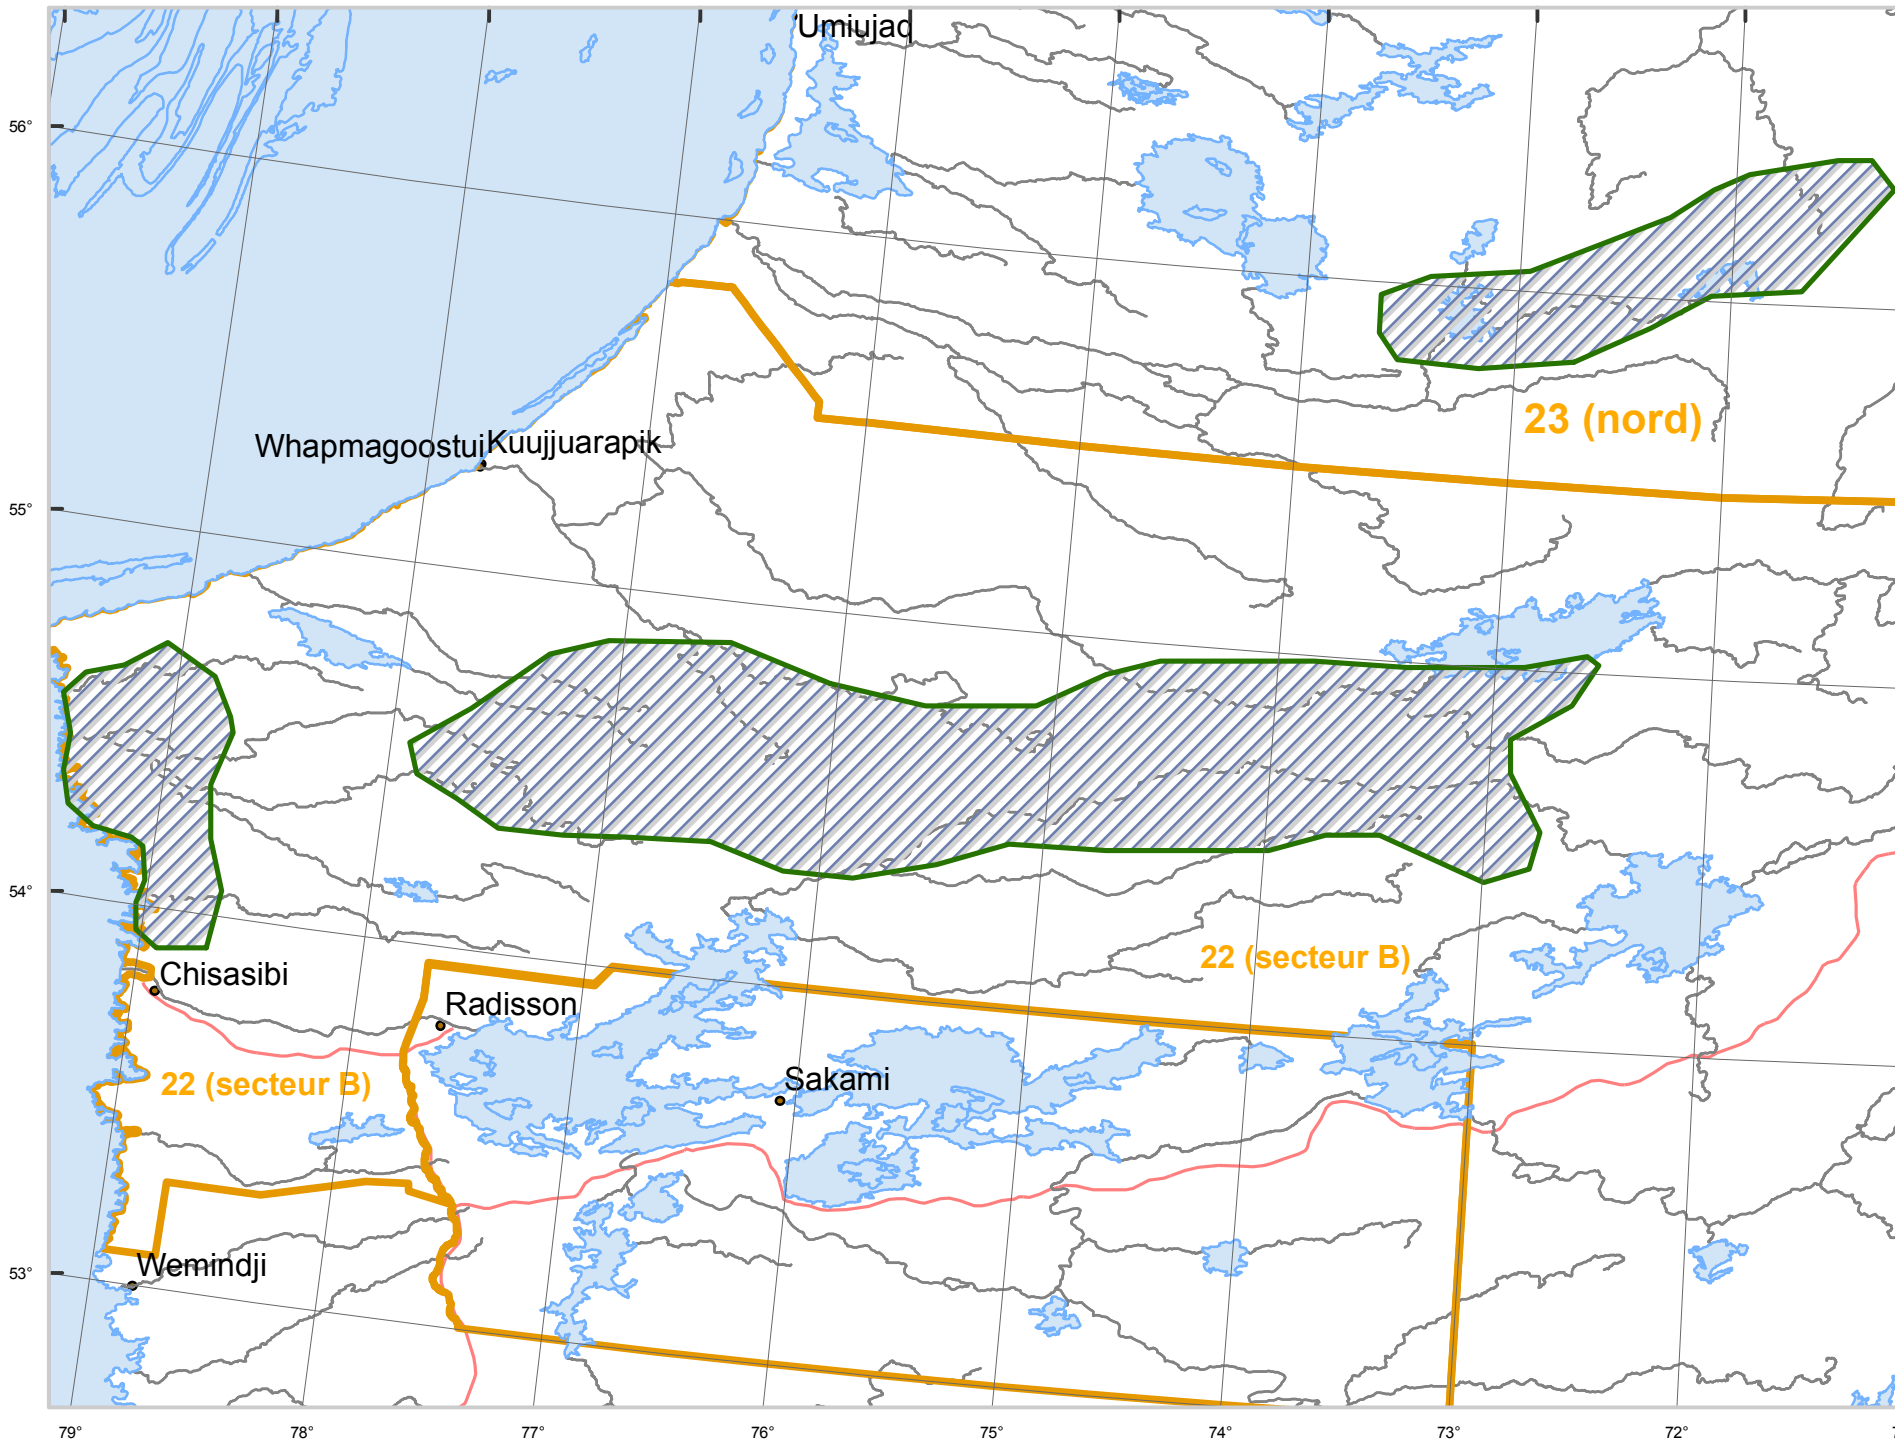 Umiujaq
56°
23 (nord)
Whapmagoostui Kuujjuarapik
55°
54°
22 (secteur B)
Chisasibi
Radisson
Sakami
22 (secteur B)
Wemindji
53°
79° 78° 77° 76° 75° 74° 73° 72°